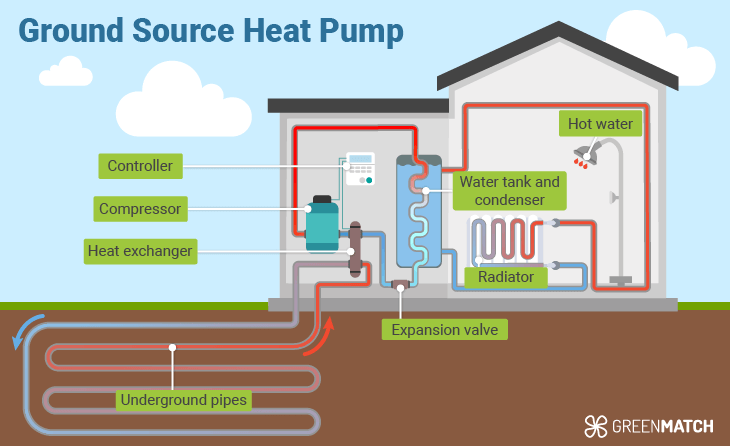 Ground Source Heat Pump
Hot water
Controller
Water tank and
condenser
Compressor
Heat exchanger
Radiator
Expansion valve
Underground pipes
GREENMATCH